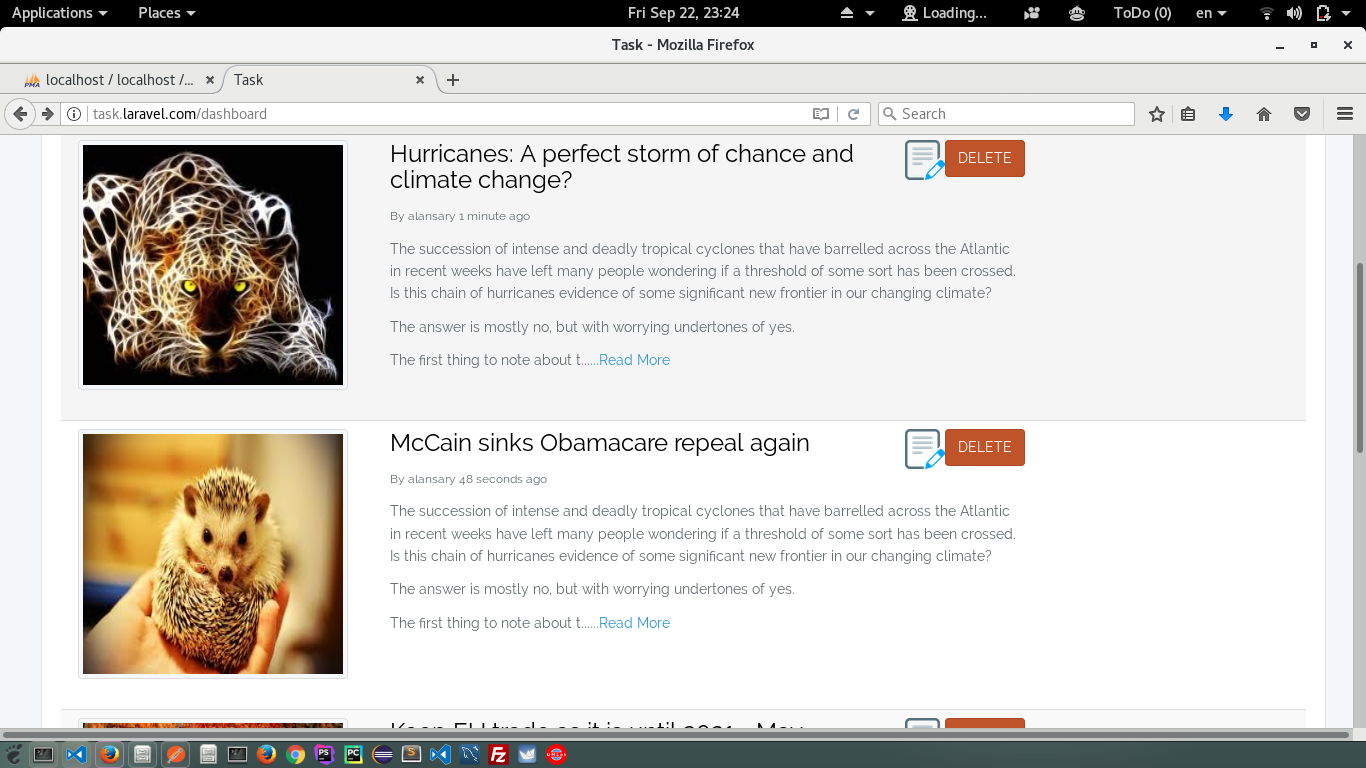 Applications Places Fri Sep 22, 23:24 Loading... ToDo (0) en
Task - Mozilla Firefox
localhost / localhost /... Task
task.laravel.com/dashboard Search
Hurricanes: A perfect storm of chance and
climate change?
DELETE
By alansary 1 minute ago
The succession of intense and deadly tropical cyclones that have barrelled across the Atlantic
in recent weeks have left many people wondering if a threshold of some sort has been crossed.
Is this chain of hurricanes evidence of some significant new frontier in our changing climate?
The answer is mostly no, but with worrying undertones of yes.
The first thing to note about t......Read More
McCain sinks Obamacare repeal again
DELETE
By alansary 48 seconds ago
The succession of intense and deadly tropical cyclones that have barrelled across the Atlantic
in recent weeks have left many people wondering if a threshold of some sort has been crossed.
Is this chain of hurricanes evidence of some significant new frontier in our changing climate?
The answer is mostly no, but with worrying undertones of yes.
The first thing to note about t......Read More
Keep EU trade as it is until 2021 - May